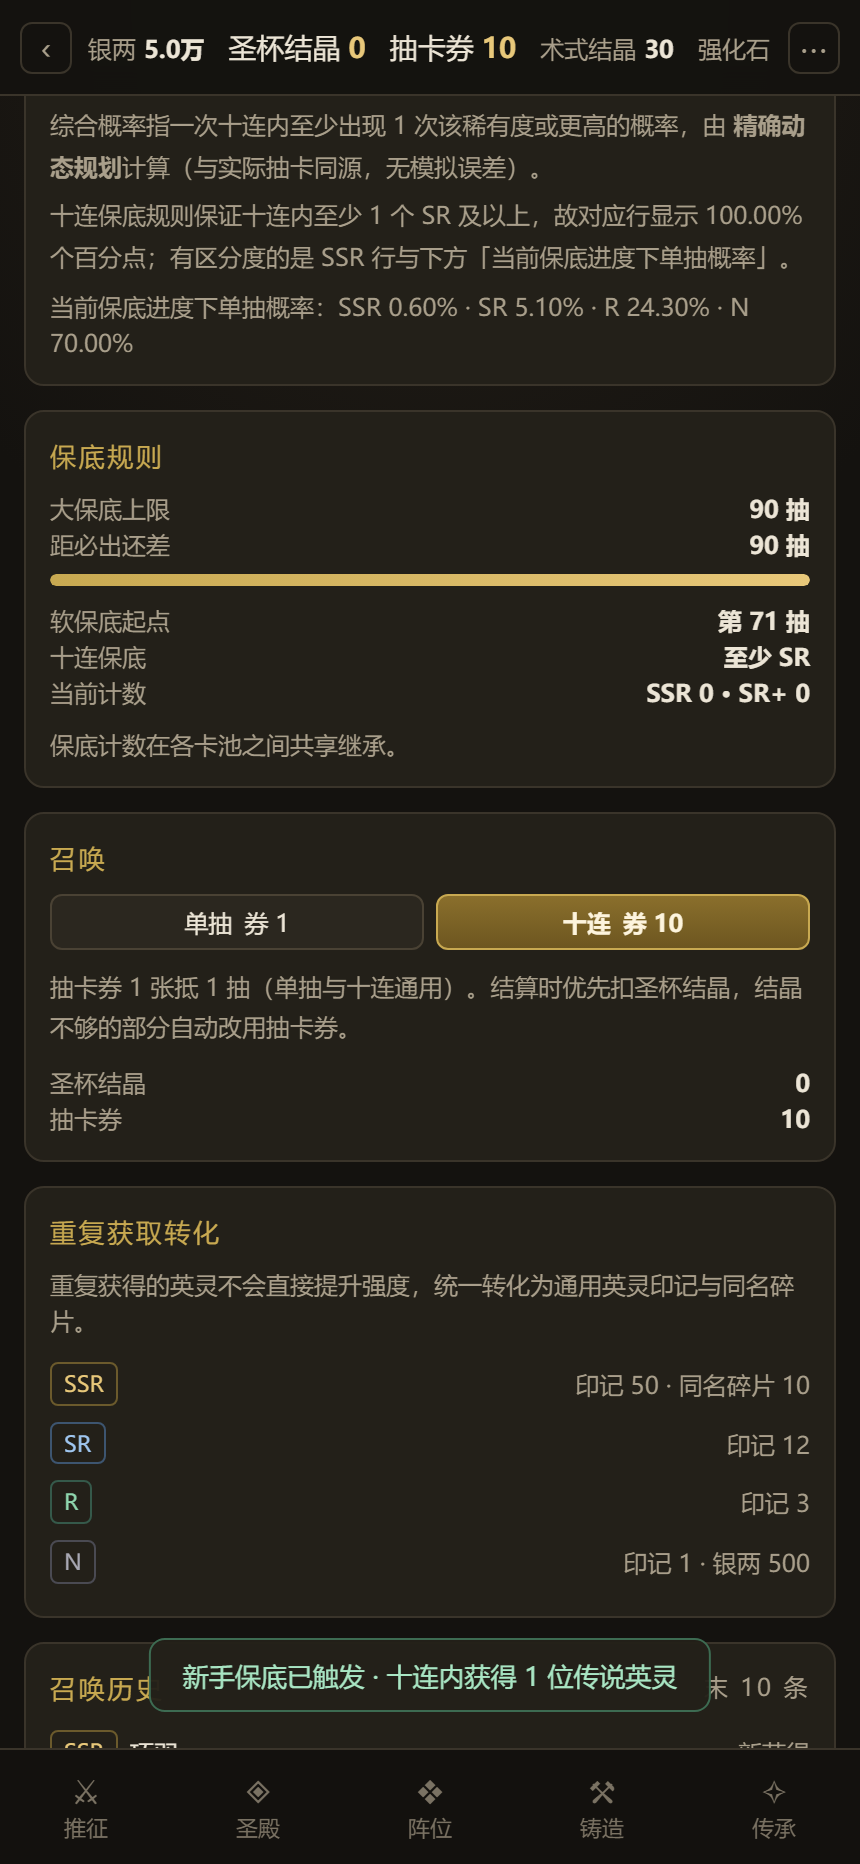 ‹ 银两 5.0万 圣杯结晶 0 抽卡券 10 术式结晶 30 强化石 ···
综合概率指一次十连内至少出现 1 次该稀有度或更高的概率，由 精确动
态规划计算（与实际抽卡同源，无模拟误差）。
十连保底规则保证十连内至少 1 个 SR 及以上，故对应行显示 100.00%
个百分点；有区分度的是 SSR 行与下方「当前保底进度下单抽概率」。
当前保底进度下单抽概率：SSR 0.60% · SR 5.10% · R 24.30% · N
70.00%
保底规则
大保底上限 90 抽
距必出还差 90 抽
软保底起点 第 71 抽
十连保底 至少 SR
当前计数 SSR 0 • SR+ 0
保底计数在各卡池之间共享继承。
召唤
单抽 券 1 十连 券 10
抽卡券 1 张抵 1 抽（单抽与十连通用）。结算时优先扣圣杯结晶，结晶
不够的部分自动改用抽卡券。
圣杯结晶 0
抽卡券 10
重复获取转化
重复获得的英灵不会直接提升强度，统一转化为通用英灵印记与同名碎
片。
SSR 印记 50 · 同名碎片 10
SR 印记 12
R 印记 3
N 印记 1 · 银两 500
召唤历史 末 10 条
新手保底已触发 · 十连内获得 1 位传说英灵
SSR 项羽 新获得
推征 圣殿 阵位 铸造 传承